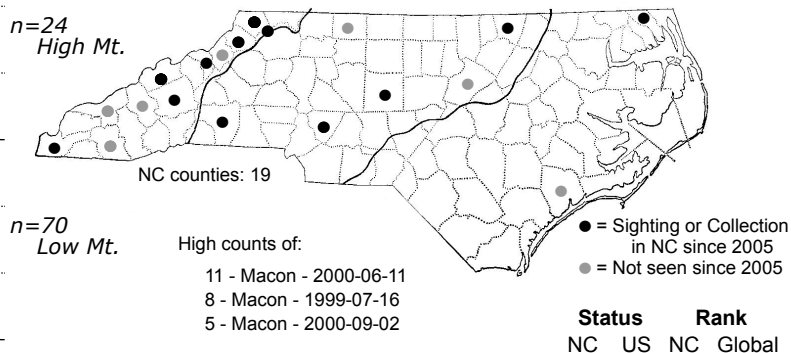 n=24
High Mt.
NC counties: 19
n=70
Low Mt.
High counts of:
11 - Macon - 2000-06-11
8 - Macon - 1999-07-16
5 - Macon - 2000-09-02
● = Sighting or Collection
in NC since 2005
● = Not seen since 2005
Status Rank
NC US NC Global